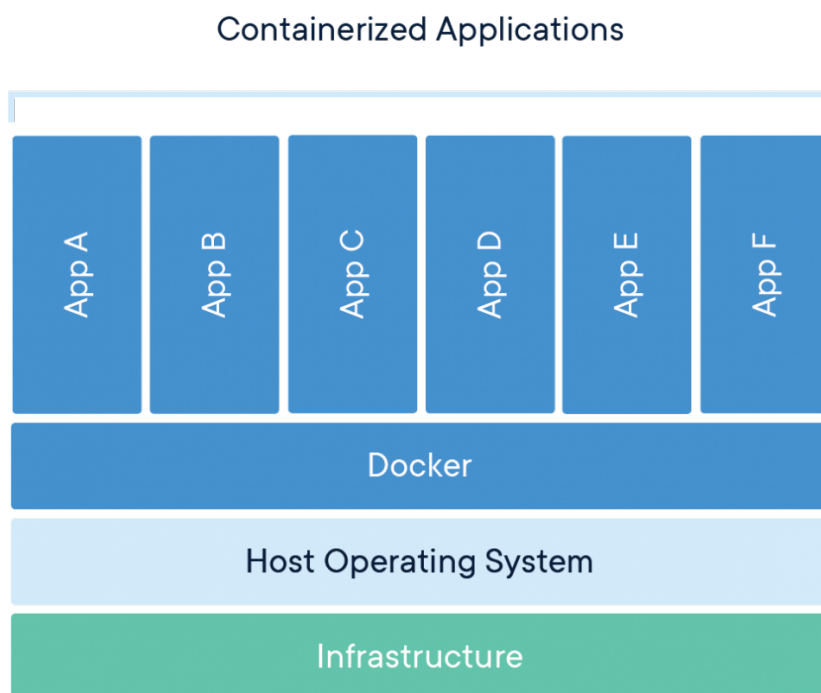 Containerized Applications
App A
App B
App C
App D
App E
App F
Docker
Host Operating System
Infrastructure